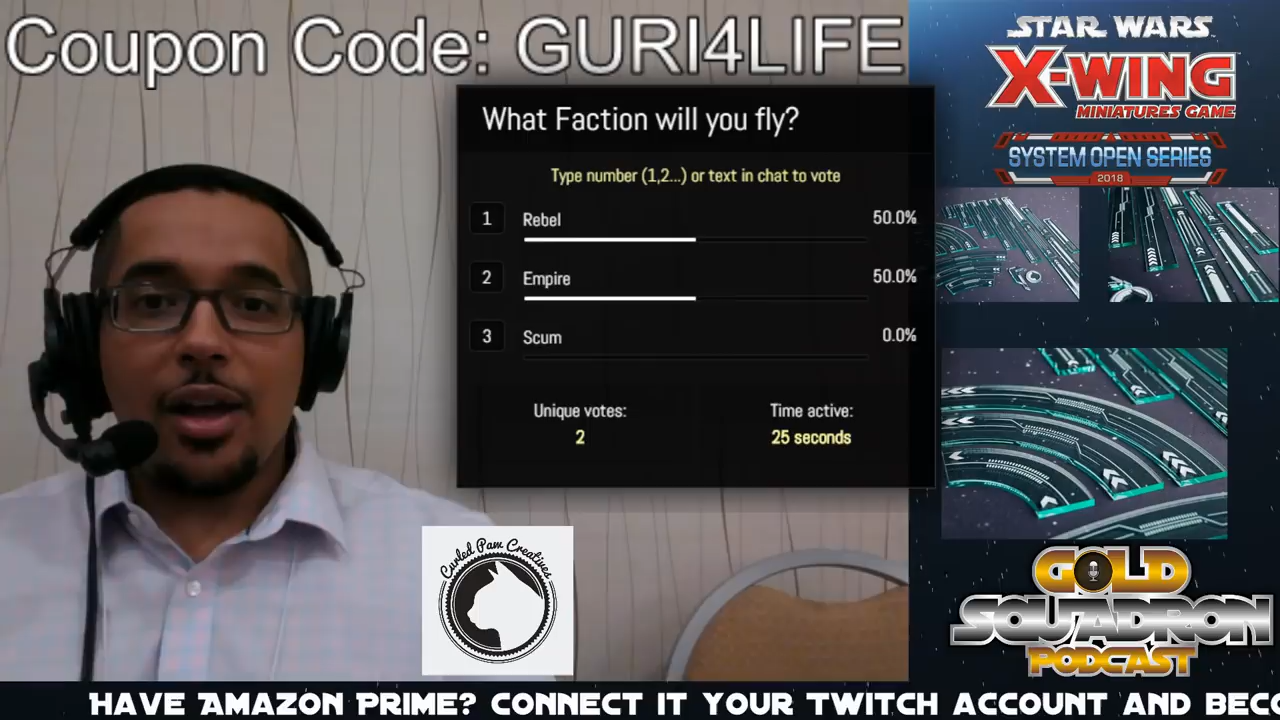 Coupon Code: GURI4LIFE
What Faction will you fly?
Type number (1,2...) or text in chat to vote
1 Rebel 50.0%
2 Empire 50.0%
3 Scum 0.0%
Unique votes: Time active:
2 25 seconds
STAR WARS
X-WING
MINIATURES GAME
SYSTEM OPEN SERIES
2018
Curled Paw Creatives
GOLD
SQUADRON
PODCAST
HAVE AMAZON PRIME? CONNECT IT YOUR TWITCH ACCOUNT AND BECO